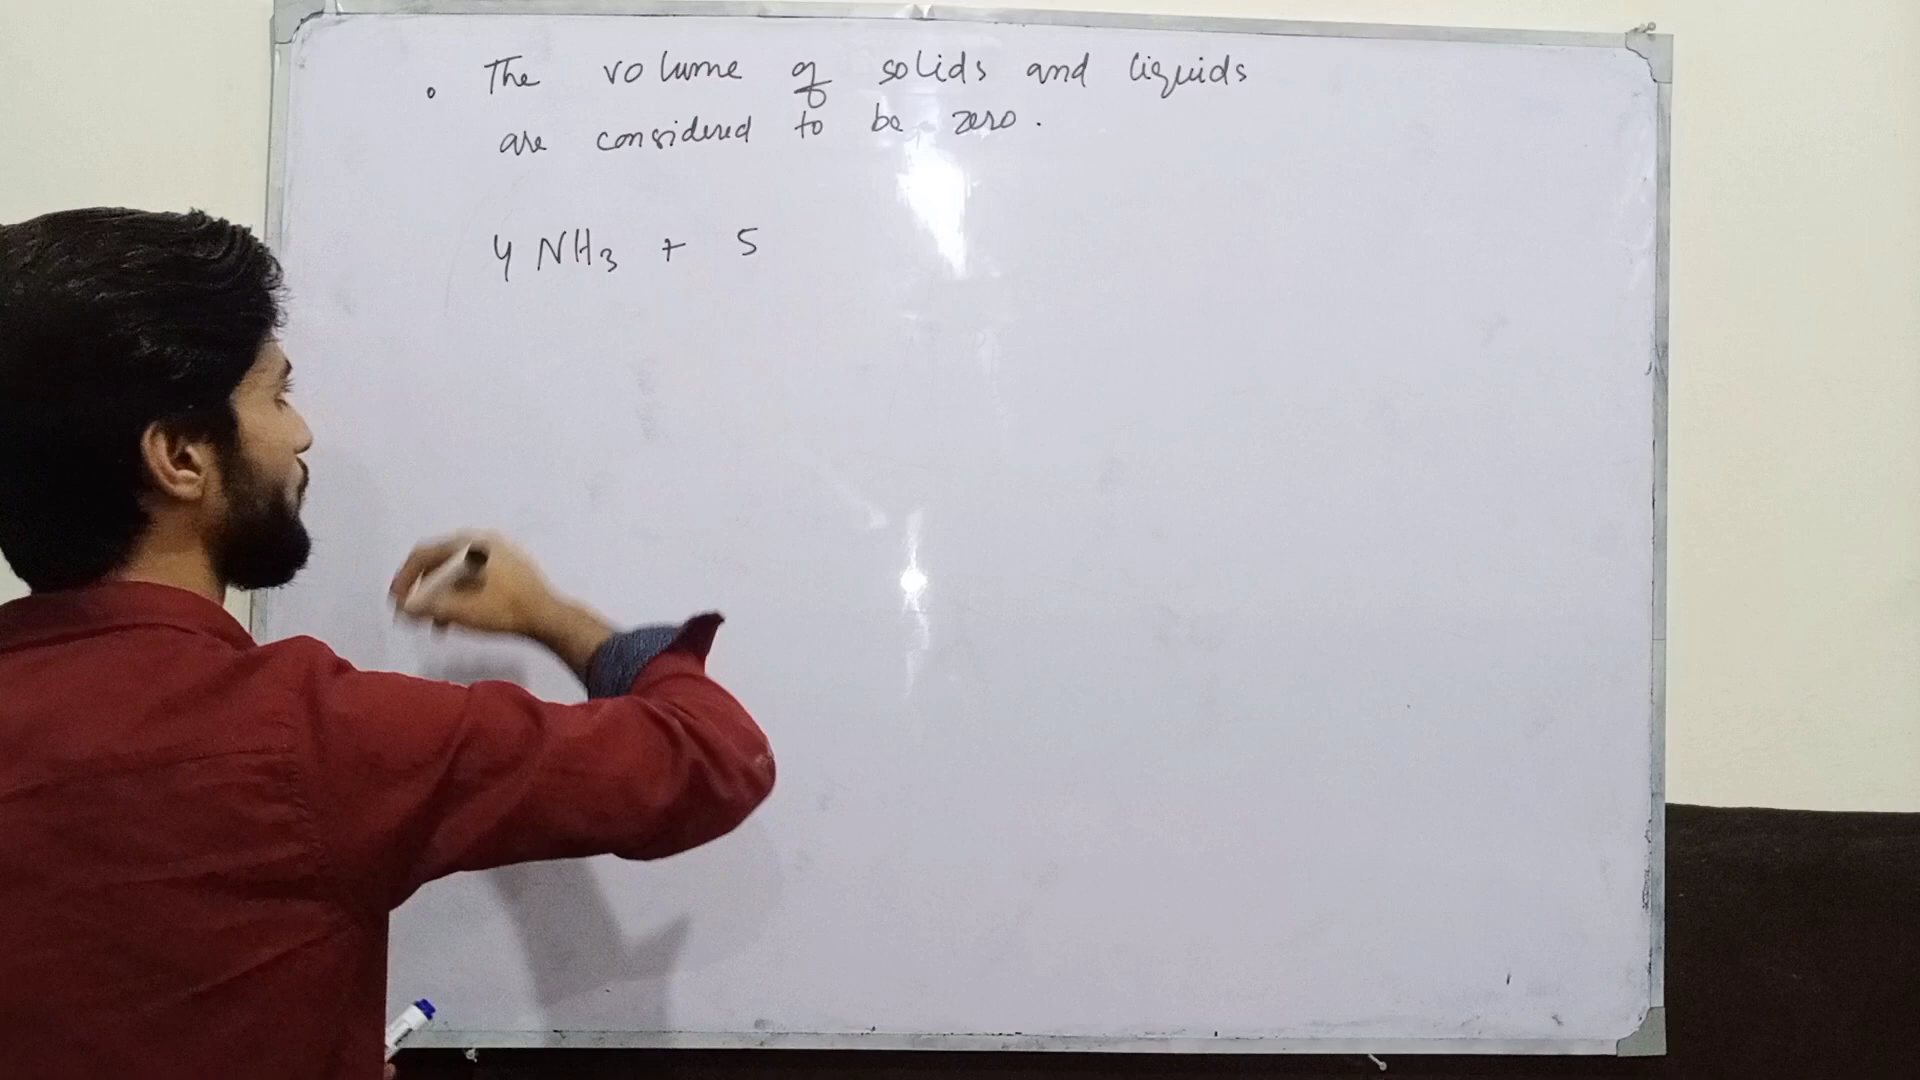 . The volume of solids and liquids
are considered to be zero.
4 NH3 + 5